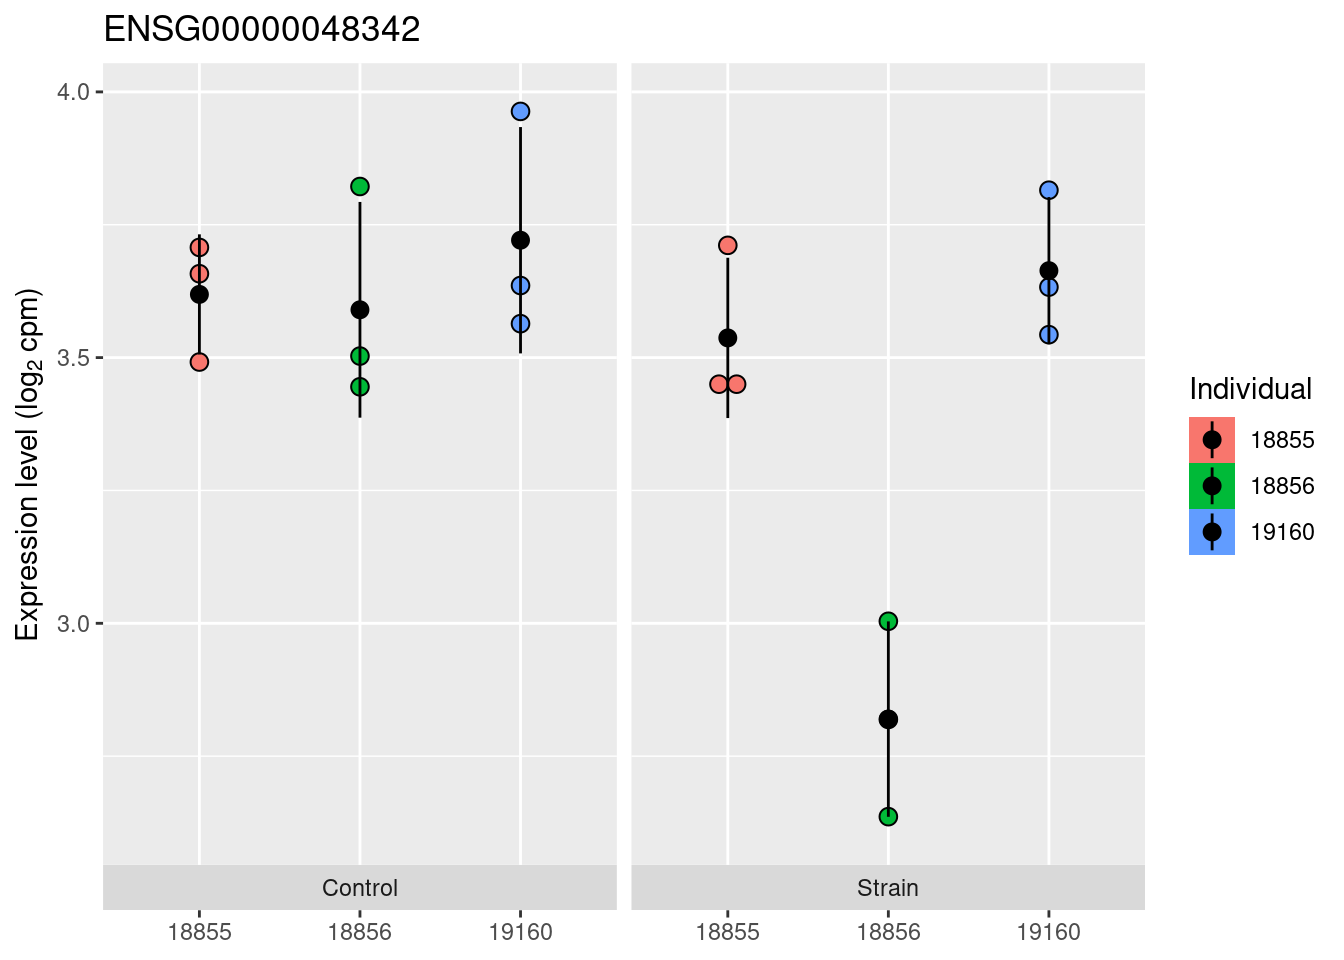 ENSG00000048342
Expression level (log₂ cpm)
4.0
3.5
3.0
Control
Strain
18855 18856 19160
18855 18856 19160
Individual
18855
18856
19160